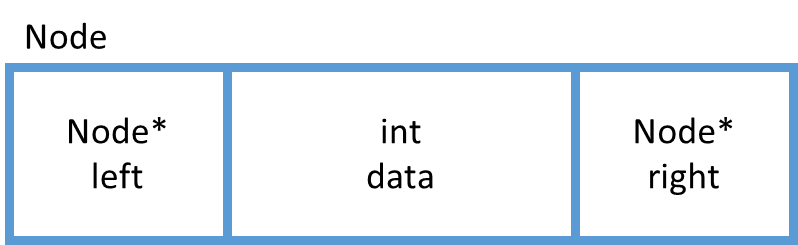 Node
Node*
left
int
data
Node*
right